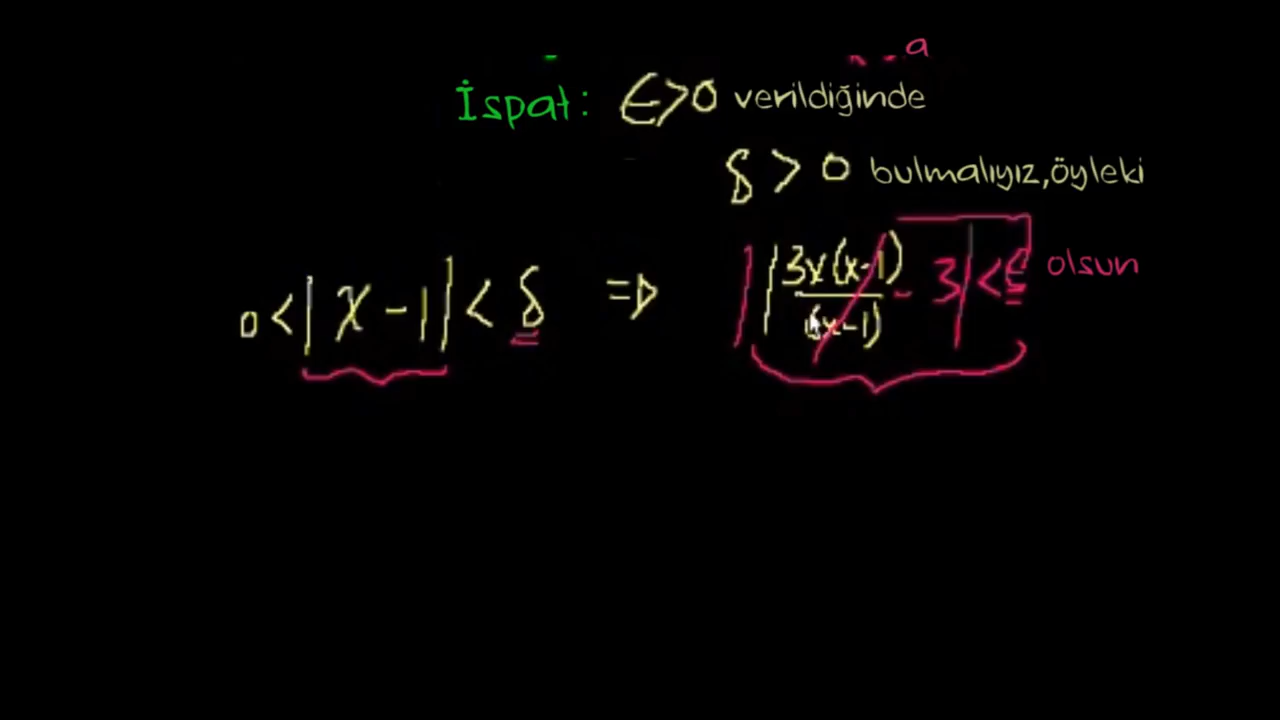 a
İspat: ϵ>0 verildiğinde
δ > 0 bulmalıyız,öyleki
0<|x-1|< δ ⇒ | |3x(x-1)/(x-1) - 3|<ε olsun